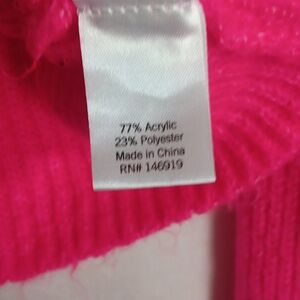 77% Acrylic
23% Polyester
Made in China
RN# 146919